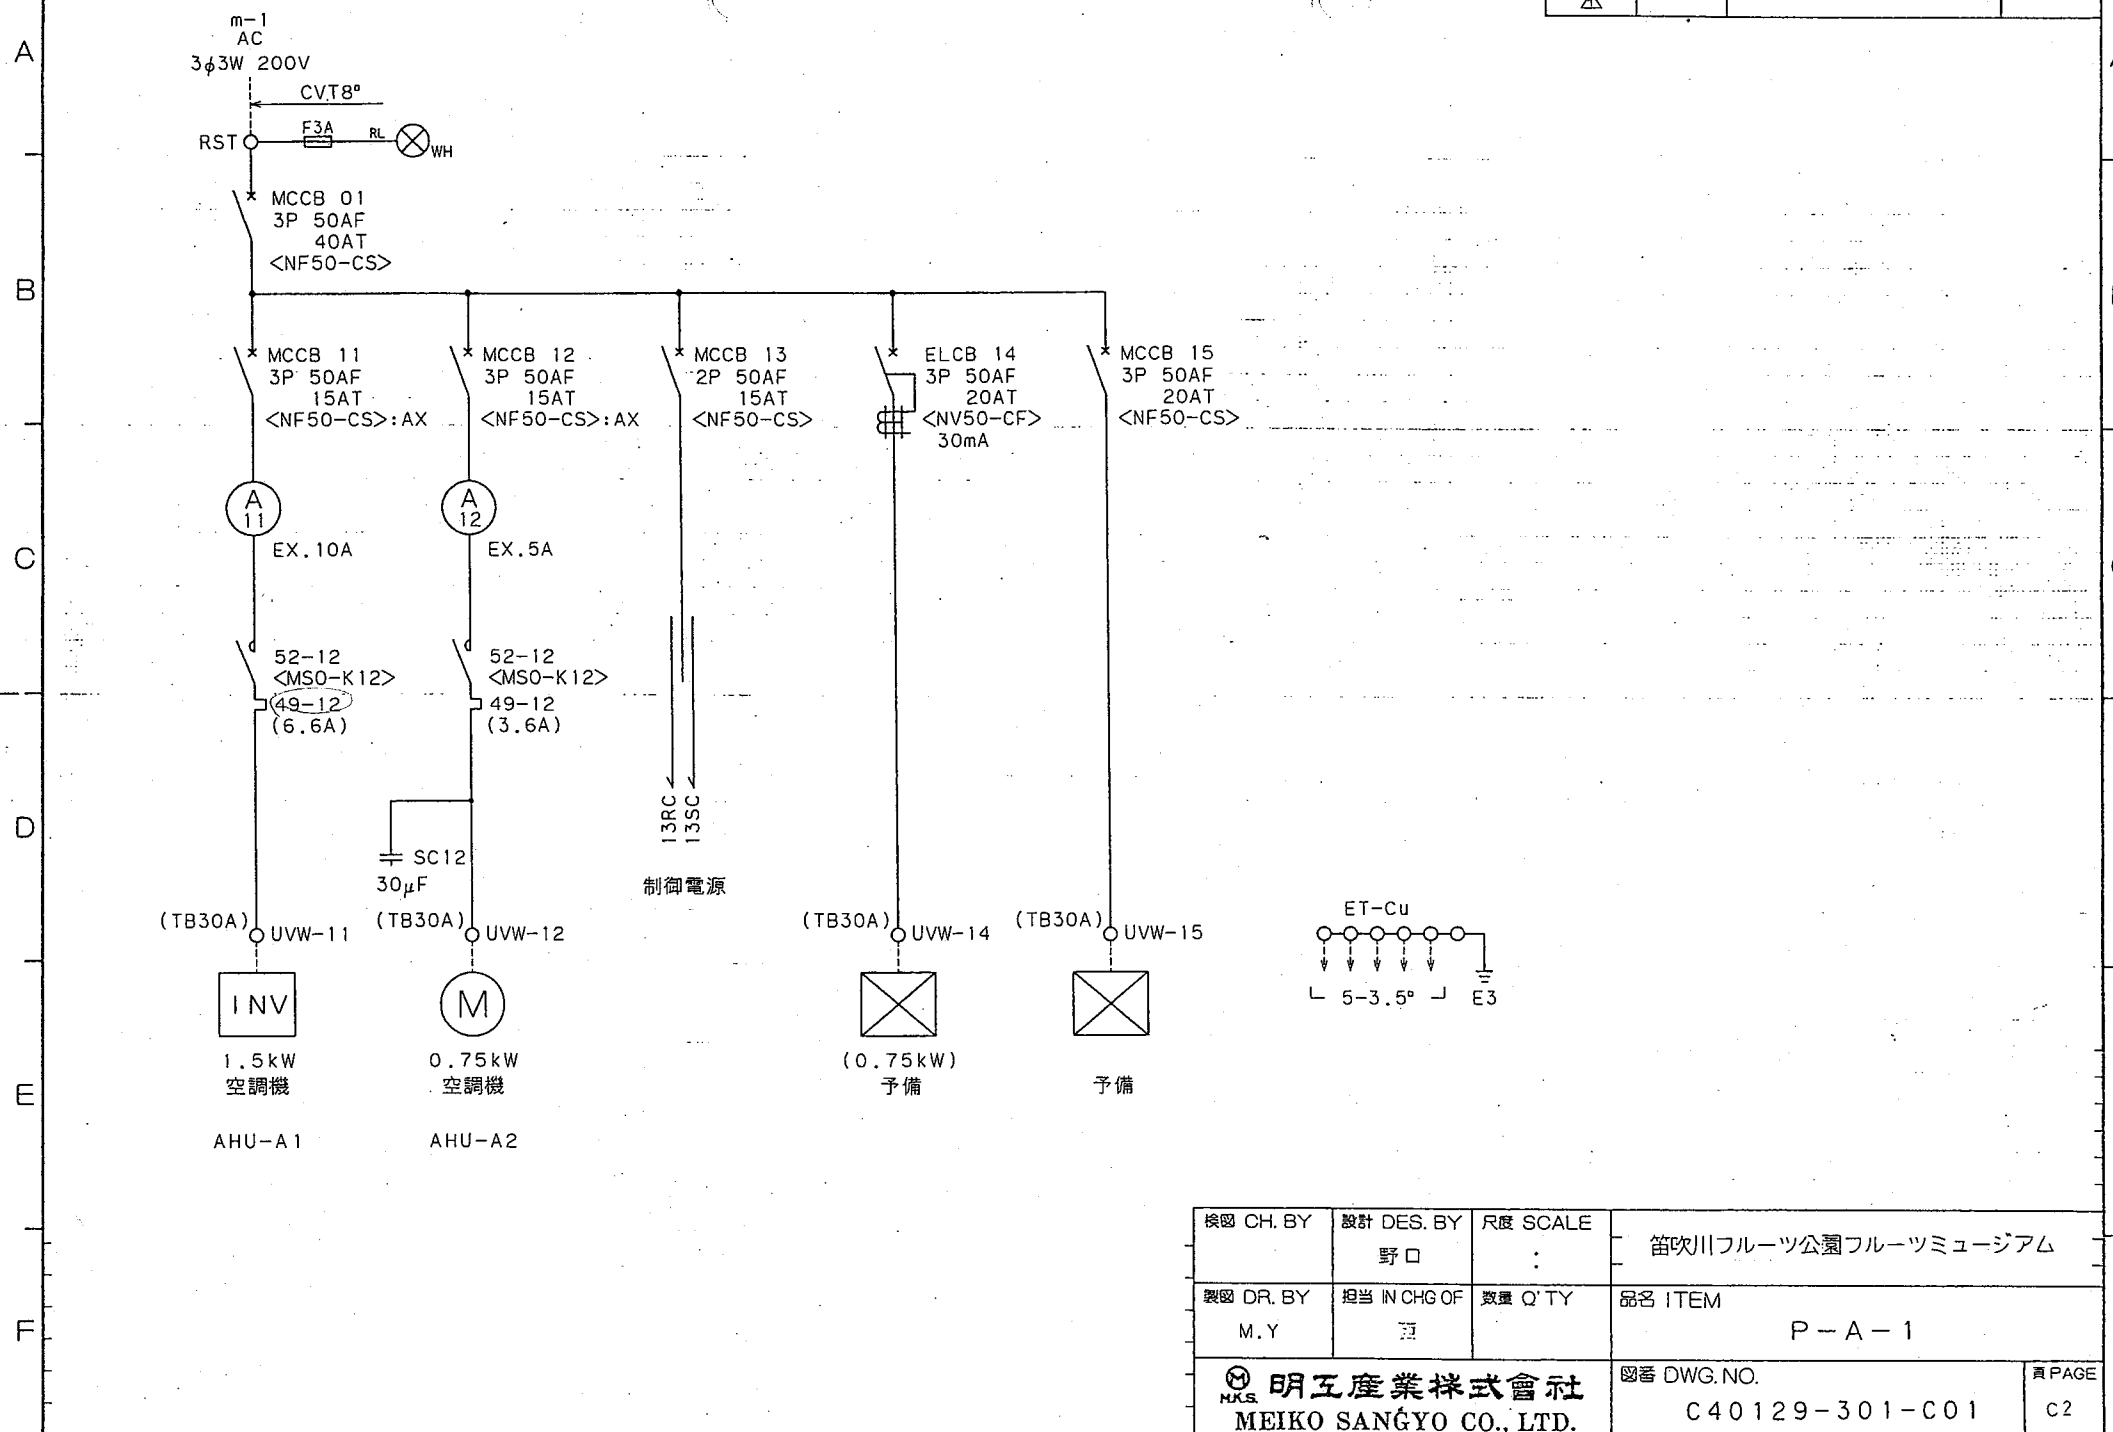 A
m-1
AC
3φ3W 200V
CVT8°
RST
F3A
RL
WH
MCCB 01
3P 50AF
40AT
<NF50-CS>
B
MCCB 11
3P 50AF
15AT
<NF50-CS>:AX
MCCB 12
3P 50AF
15AT
<NF50-CS>:AX
MCCB 13
2P 50AF
15AT
<NF50-CS>
ELCB 14
3P 50AF
20AT
<NV50-CF>
30mA
MCCB 15
3P 50AF
20AT
<NF50-CS>
A
11
EX.10A
A
12
EX.5A
C
52-12
<MSO-K12>
49-12
(6.6A)
52-12
<MSO-K12>
49-12
(3.6A)
13RC
13SC
制御電源
D
SC12
30μF
(TB30A)
UVW-11
(TB30A)
UVW-12
(TB30A)
UVW-14
(TB30A)
UVW-15
ET-Cu
5-3.5°
E3
INV
M
1.5kW
空調機
AHU-A1
0.75kW
空調機
AHU-A2
(0.75kW)
予備
予備
E
F
検図 CH. BY
設計 DES. BY
野口
尺度 SCALE
:
笛吹川フルーツ公園フルーツミュージアム
製図 DR. BY
M.Y
担当 IN CHG OF
数量 Q'TY
品名 ITEM
P-A-1
M.K.S.
明工産業株式會社
MEIKO SANGYO CO., LTD.
図番 DWG. NO.
C40129-301-C01
頁 PAGE
C2